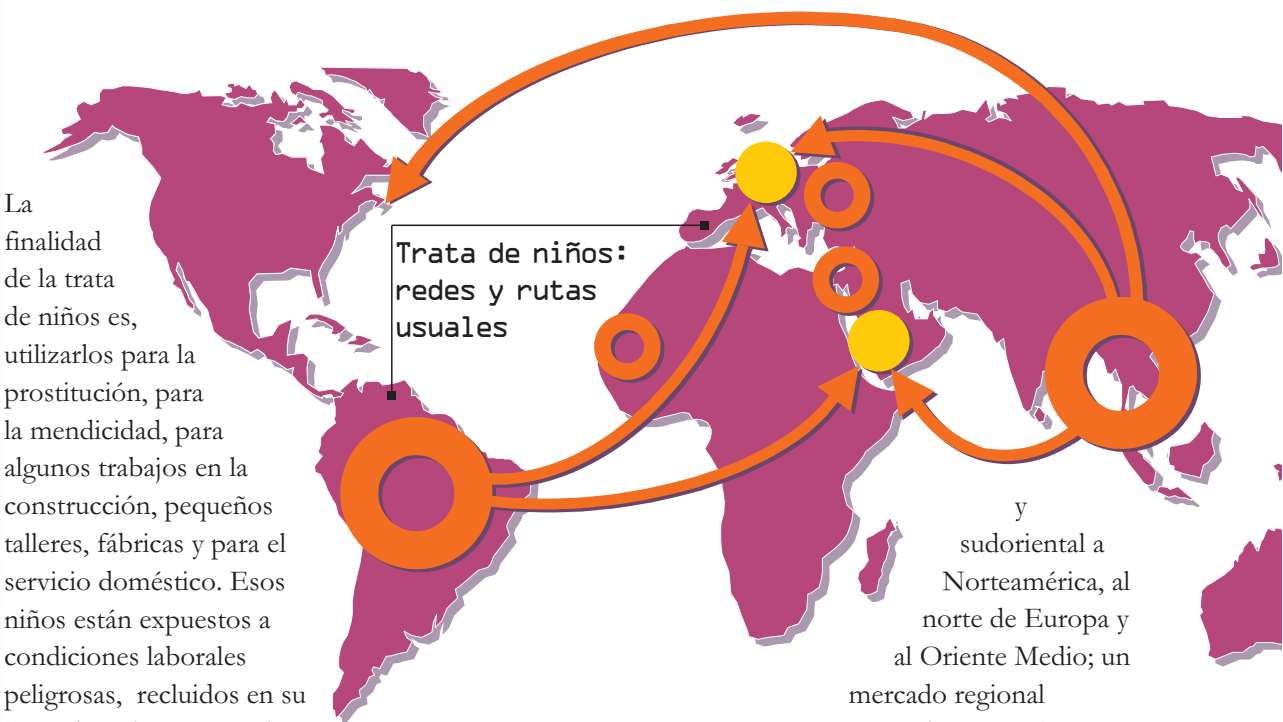 La
finalidad
de la trata
de niños es,
utilizarlos para la
prostitución, para
la mendicidad, para
algunos trabajos en la
construcción, pequeños
talleres, fábricas y para el
servicio doméstico. Esos
niños están expuestos a
condiciones laborales
peligrosas, recluidos en su
Trata de niños:
redes y rutas
usuales
y
sudoriental a
Norteamérica, al
norte de Europa y
al Oriente Medio; un
mercado regional